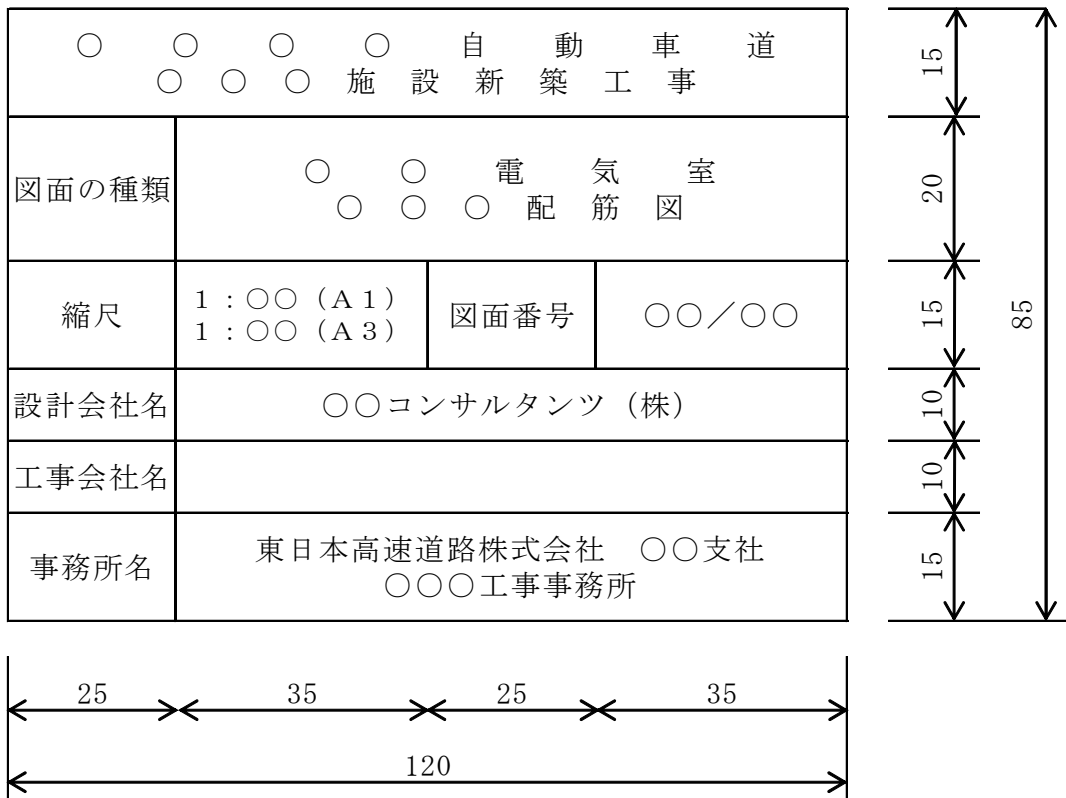 ○ ○ ○ ○ 自 動 車 道
○ ○ ○ 施 設 新 築 工 事
15
図面の種類
○ ○ 電 気 室
○ ○ ○ 配 筋 図
20
縮尺
1:○○(A1)
1:○○(A3)
図面番号
○○/○○
15
85
設計会社名
○○コンサルタンツ(株)
10
工事会社名
10
事務所名
東日本高速道路株式会社 ○○支社
○○○工事事務所
15
25 35 25 35
120